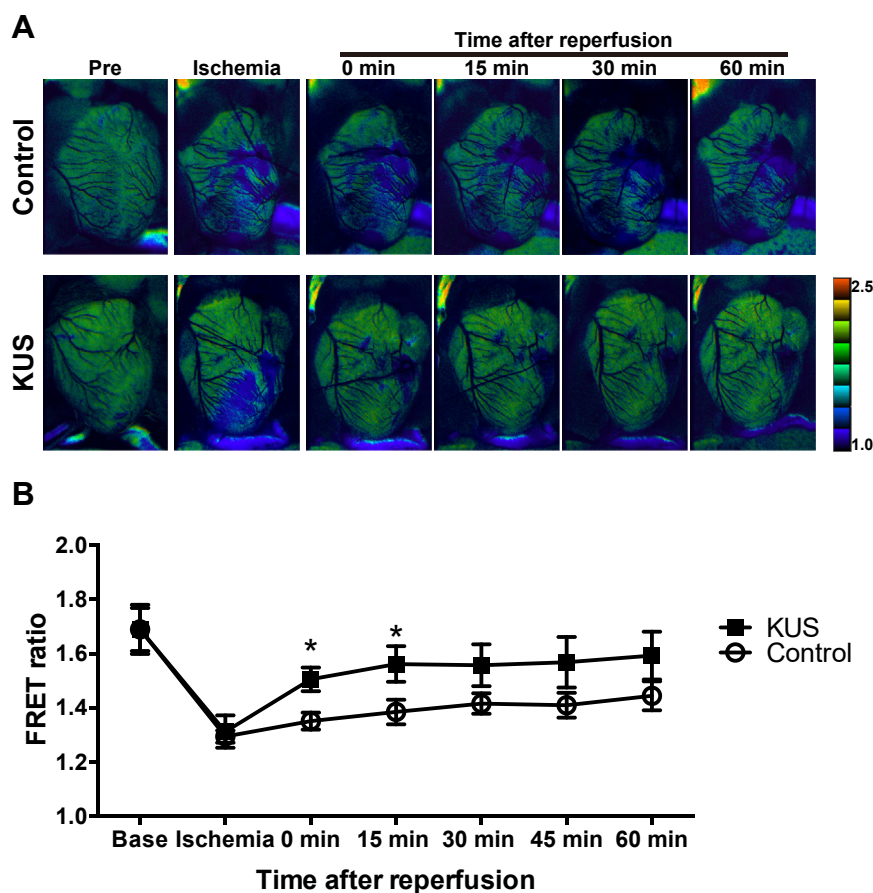 A
Time after reperfusion
Pre Ischemia 0 min 15 min 30 min 60 min
Control
KUS
2.5
1.0
B
2.0
1.8
1.6
1.4
1.2
1.0
FRET ratio
* *
KUS
Control
Base Ischemia 0 min 15 min 30 min 45 min 60 min
Time after reperfusion